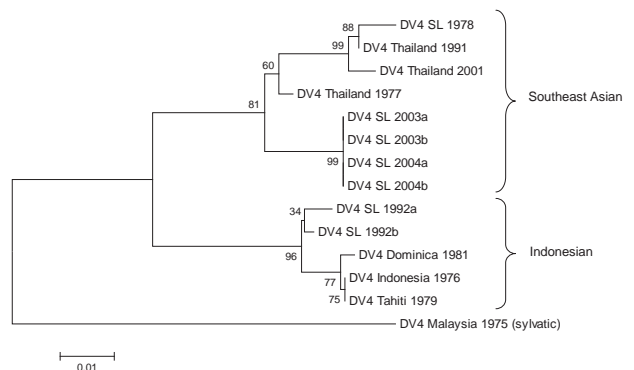 DV4 SL 1978
88
DV4 Thailand 1991
99
DV4 Thailand 2001
60
DV4 Thailand 1977
81
Southeast Asian
DV4 SL 2003a
DV4 SL 2003b
99
DV4 SL 2004a
DV4 SL 2004b
34
DV4 SL 1992a
DV4 SL 1992b
96
Indonesian
DV4 Dominica 1981
77
DV4 Indonesia 1976
75
DV4 Tahiti 1979
DV4 Malaysia 1975 (sylvatic)
0.01